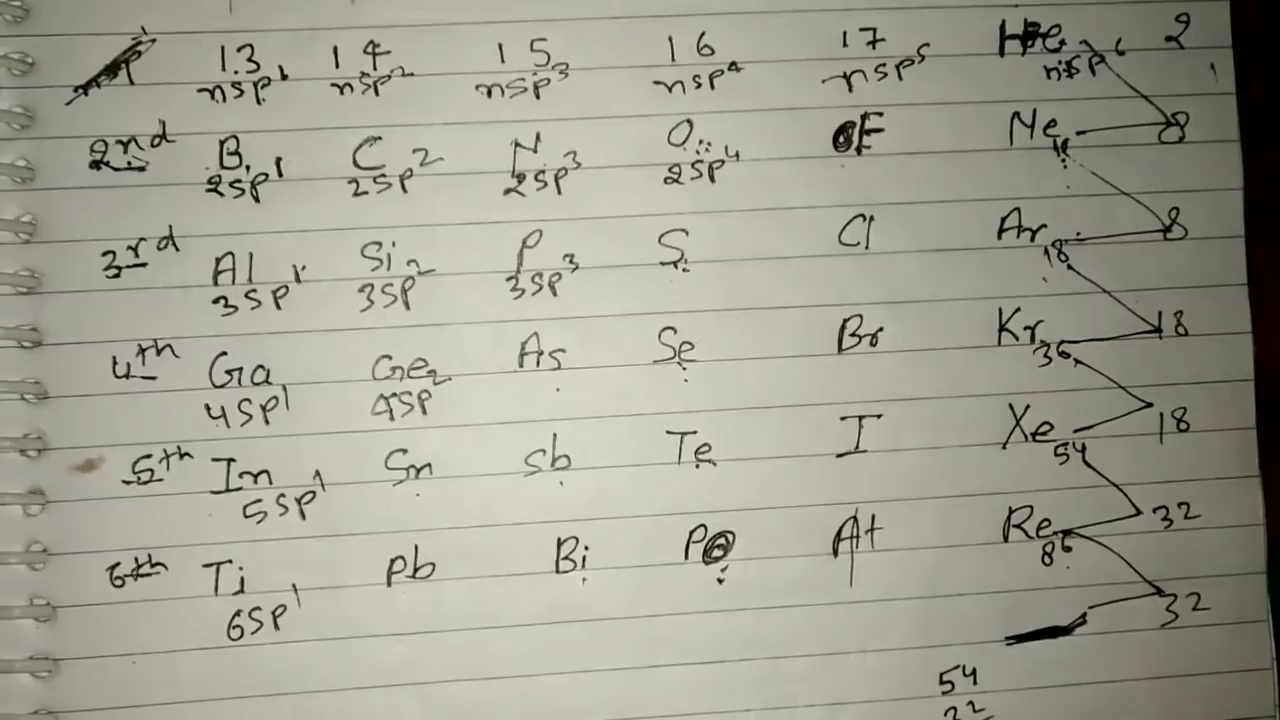 13 14 15 16 17 He 2
nsp¹ nsp² nsp³ nsp⁴ nsp⁵ nsp⁶
2nd B C N O F Ne 8
2sp¹ 2sp² 2sp³ 2sp⁴
3rd Al Si P S Cl Ar 18 8
3sp¹ 3sp² 3sp³
4th Ga Ge As Se Br Kr 36 18
4sp¹ 4sp²
5th In Sn Sb Te I Xe 54 18
5sp¹
6th Ti Pb Bi Po At Re 86 32
6sp¹
32
54